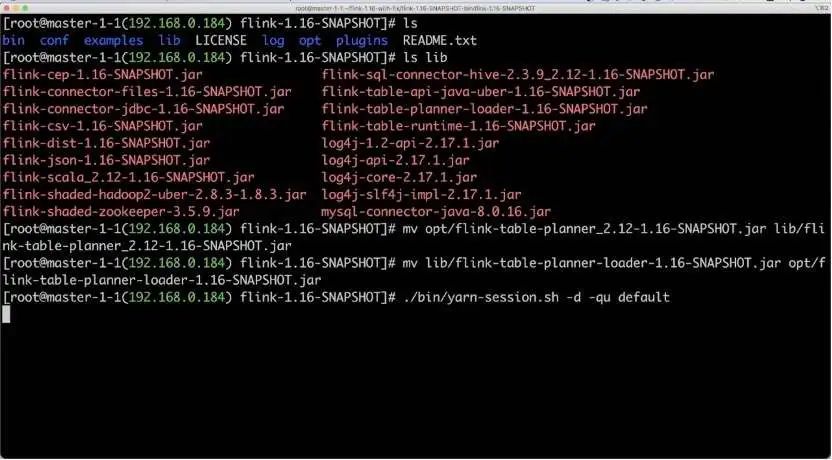 root@master-1-1:~/flink-1.16-with-fix/flink-1.16-SNAPSHOT-bin/flink-1.16-SNAPSHOT
[root@master-1-1(192.168.0.184) flink-1.16-SNAPSHOT]# ls
bin conf examples lib LICENSE log opt plugins README.txt
[root@master-1-1(192.168.0.184) flink-1.16-SNAPSHOT]# ls lib
flink-cep-1.16-SNAPSHOT.jar flink-sql-connector-hive-2.3.9_2.12-1.16-SNAPSHOT.jar
flink-connector-files-1.16-SNAPSHOT.jar flink-table-api-java-uber-1.16-SNAPSHOT.jar
flink-connector-jdbc-1.16-SNAPSHOT.jar flink-table-planner-loader-1.16-SNAPSHOT.jar
flink-csv-1.16-SNAPSHOT.jar flink-table-runtime-1.16-SNAPSHOT.jar
flink-dist-1.16-SNAPSHOT.jar log4j-1.2-api-2.17.1.jar
flink-json-1.16-SNAPSHOT.jar log4j-api-2.17.1.jar
flink-scala_2.12-1.16-SNAPSHOT.jar log4j-core-2.17.1.jar
flink-shaded-hadoop2-uber-2.8.3-1.8.3.jar log4j-slf4j-impl-2.17.1.jar
flink-shaded-zookeeper-3.5.9.jar mysql-connector-java-8.0.16.jar
[root@master-1-1(192.168.0.184) flink-1.16-SNAPSHOT]# mv opt/flink-table-planner_2.12-1.16-SNAPSHOT.jar lib/fli
nk-table-planner_2.12-1.16-SNAPSHOT.jar
[root@master-1-1(192.168.0.184) flink-1.16-SNAPSHOT]# mv lib/flink-table-planner-loader-1.16-SNAPSHOT.jar opt/f
link-table-planner-loader-1.16-SNAPSHOT.jar
[root@master-1-1(192.168.0.184) flink-1.16-SNAPSHOT]# ./bin/yarn-session.sh -d -qu default